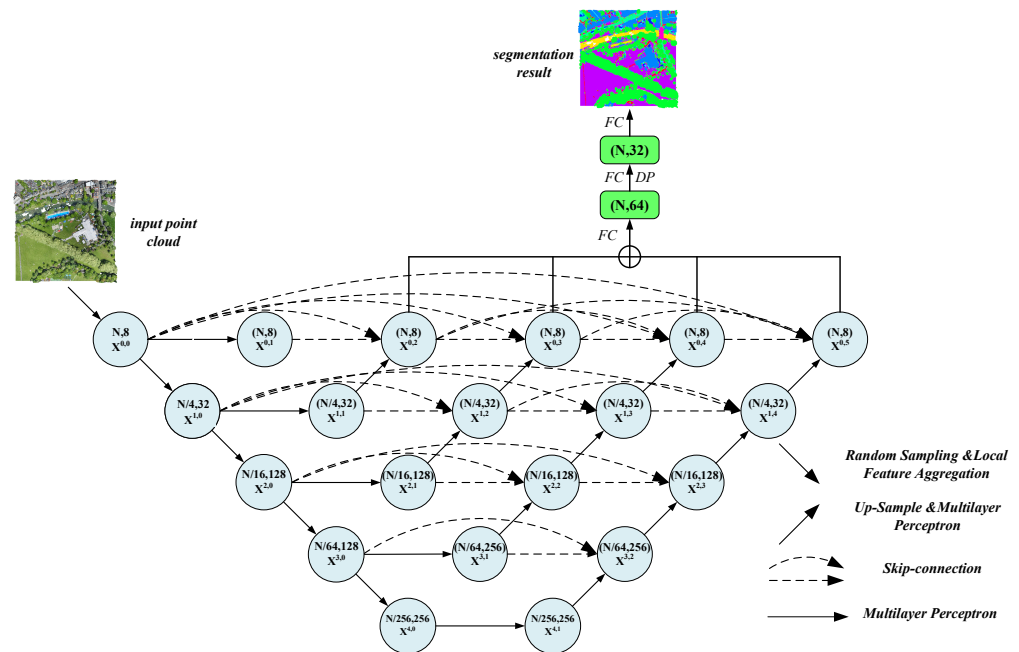 segmentation
result
FC
(N,32)
FC DP
(N,64)
FC
input point
cloud
N,8
X0,0
(N,8)
X0,1
(N,8)
X0,2
(N,8)
X0,3
(N,8)
X0,4
(N,8)
X0,5
N/4,32
X1,0
(N/4,32)
X1,1
(N/4,32)
X1,2
(N/4,32)
X1,3
(N/4,32)
X1,4
N/16,128
X2,0
(N/16,128)
X2,1
(N/16,128)
X2,2
(N/16,128)
X2,3
N/64,128
X3,0
(N/64,256)
X3,1
(N/64,256)
X3,2
N/256,256
X4,0
N/256,256
X4,1
Random Sampling &Local
Feature Aggregation
Up-Sample &Multilayer
Perceptron
Skip-connection
Multilayer Perceptron